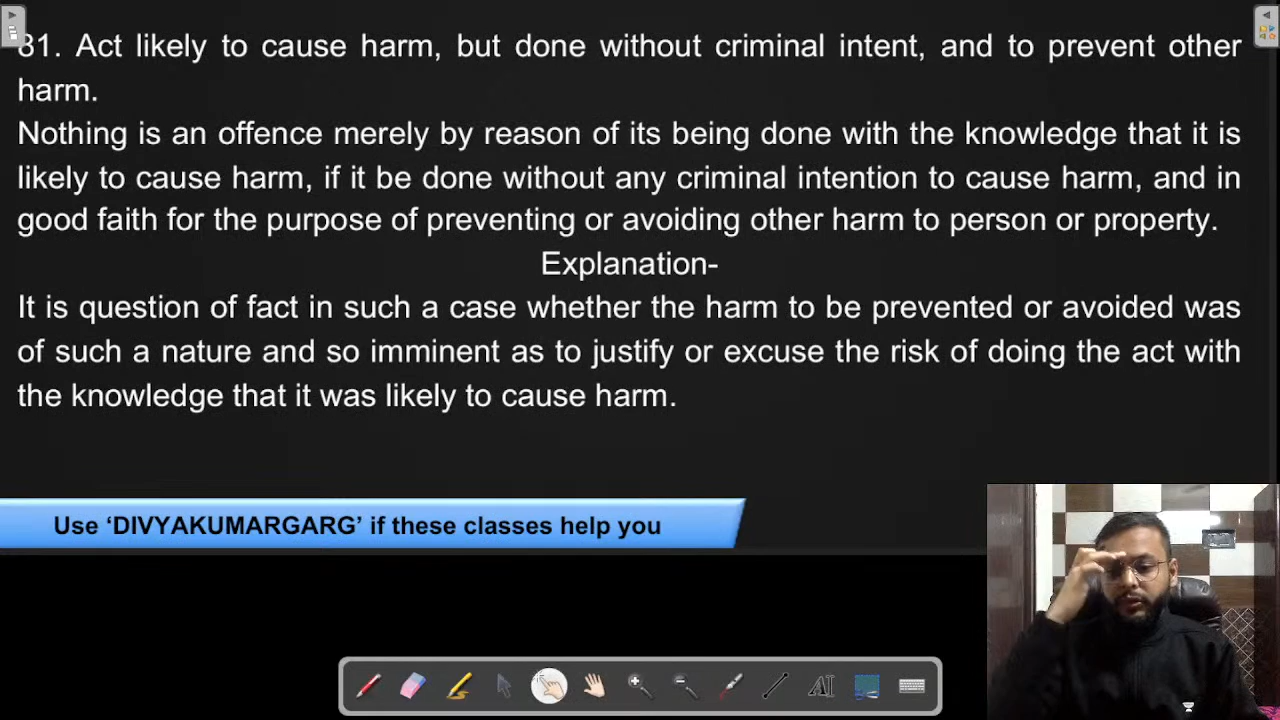 81. Act likely to cause harm, but done without criminal intent, and to prevent other
harm.
Nothing is an offence merely by reason of its being done with the knowledge that it is
likely to cause harm, if it be done without any criminal intention to cause harm, and in
good faith for the purpose of preventing or avoiding other harm to person or property.
Explanation-
It is question of fact in such a case whether the harm to be prevented or avoided was
of such a nature and so imminent as to justify or excuse the risk of doing the act with
the knowledge that it was likely to cause harm.
Use ‘DIVYAKUMARGARG’ if these classes help you
AI